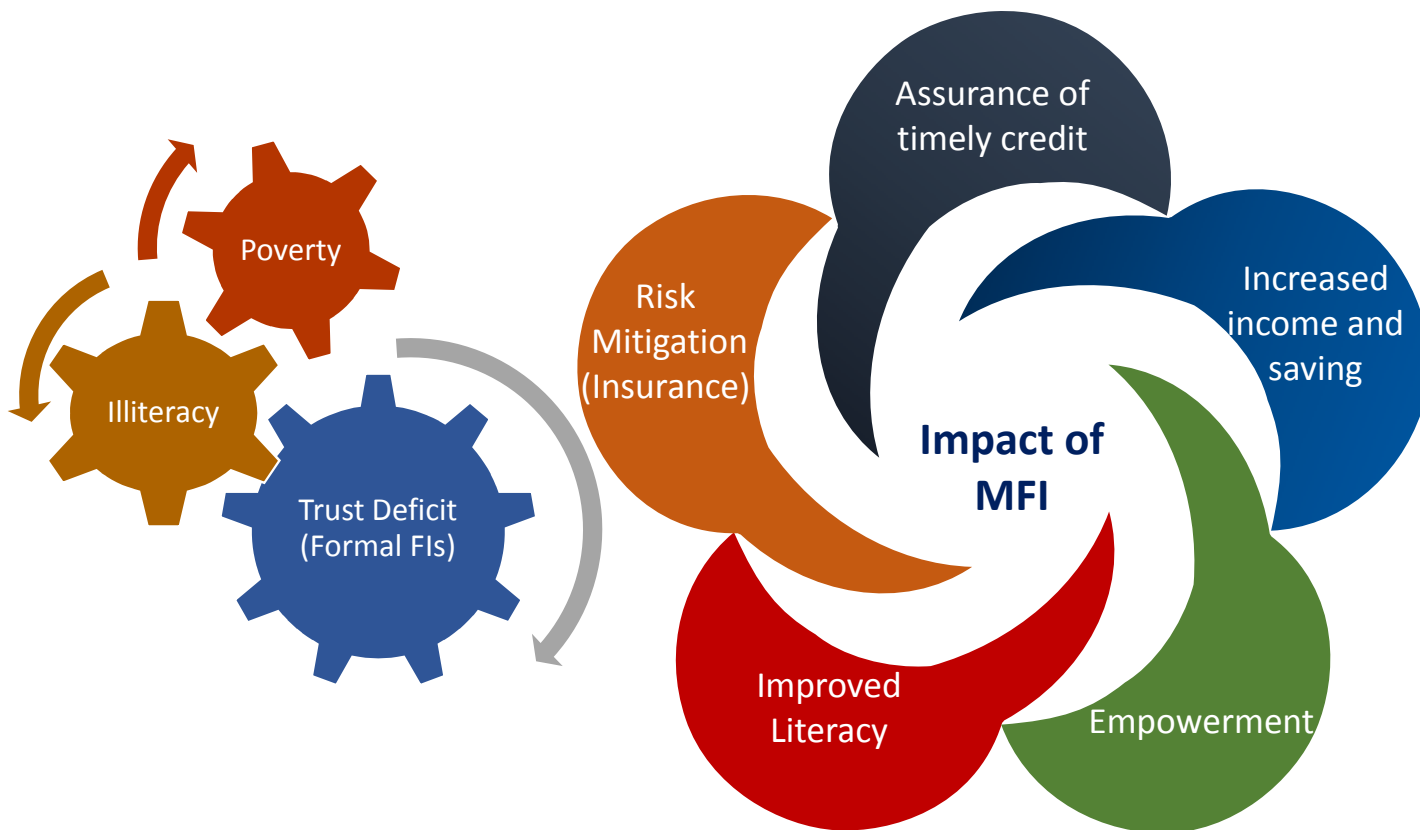 Poverty
Illiteracy
Trust Deficit
(Formal FIs)
Assurance of
timely credit
Increased
income and
saving
Empowerment
Improved
Literacy
Risk
Mitigation
(Insurance)
Impact of
MFI